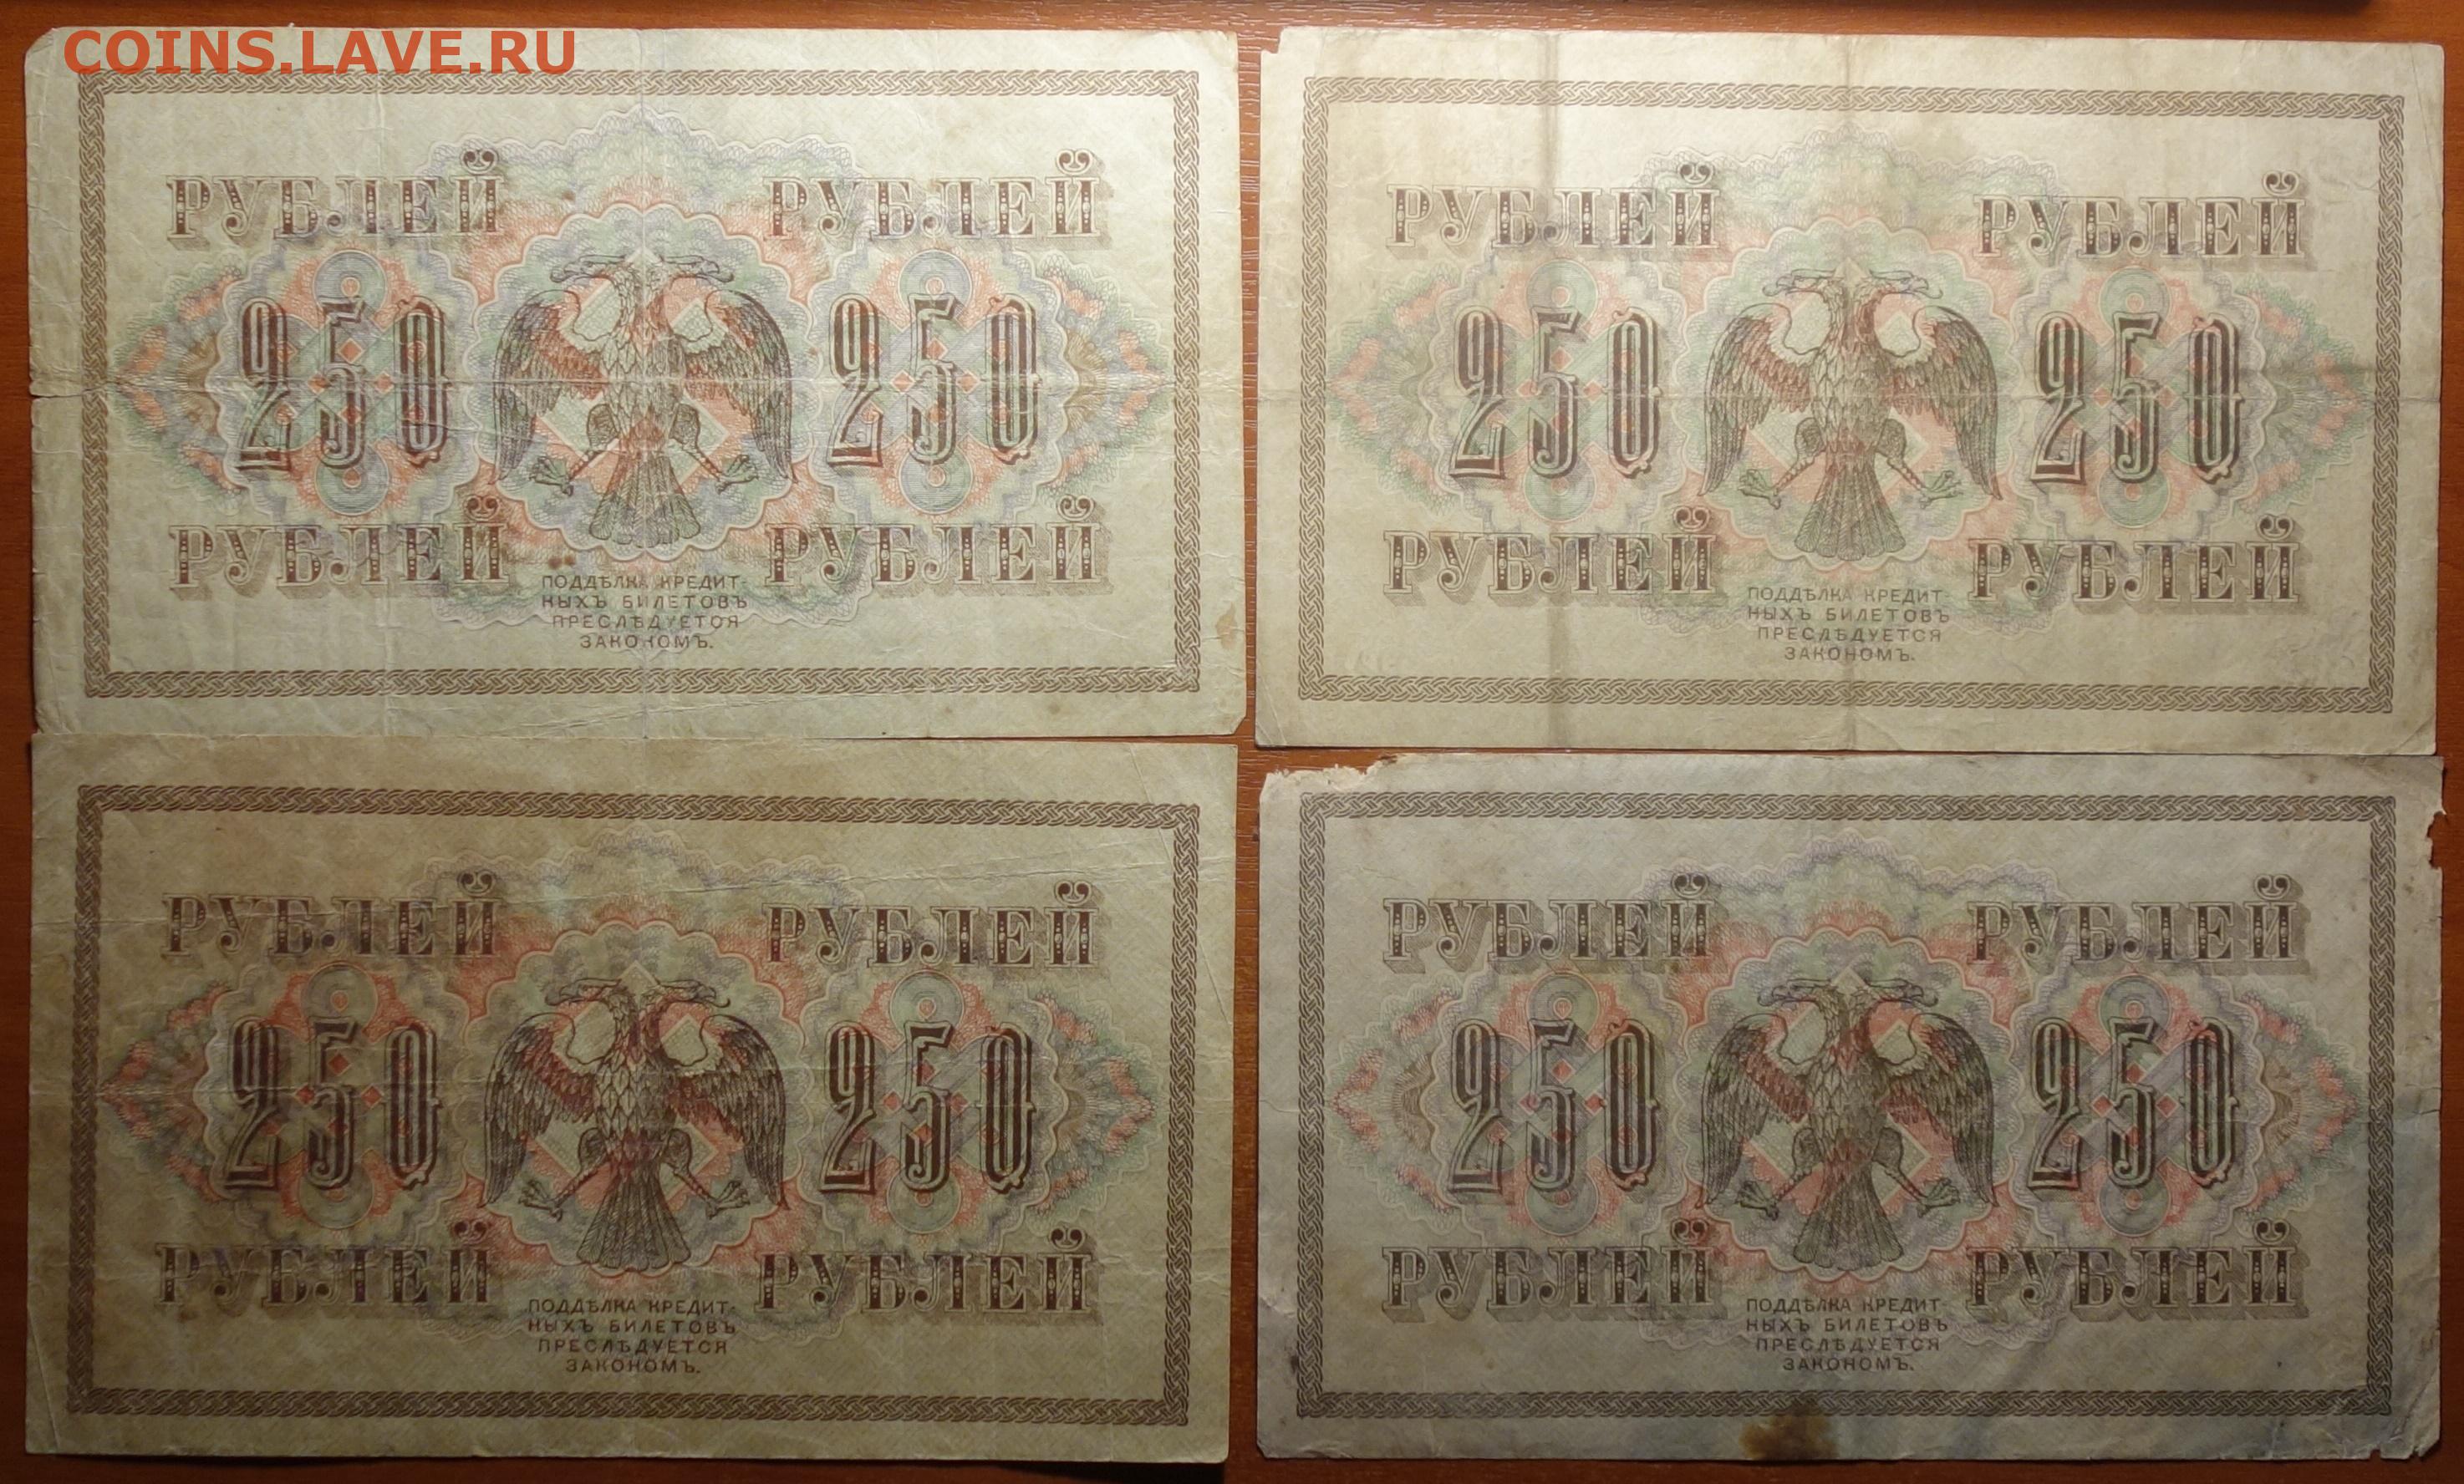 COINS.LAVE.RU
РУБЛЕЙ РУБЛЕЙ
250 250
РУБЛЕЙ РУБЛЕЙ
ПОДДѢЛКА КРЕДИТ-
НЫХЪ БИЛЕТОВЪ
ПРЕСЛѢДУЕТСЯ
ЗАКОНОМЪ.
РУБЛЕЙ РУБЛЕЙ
250 250
РУБЛЕЙ РУБЛЕЙ
ПОДДѢЛКА КРЕДИТ-
НЫХЪ БИЛЕТОВЪ
ПРЕСЛѢДУЕТСЯ
ЗАКОНОМЪ.
РУБЛЕЙ РУБЛЕЙ
250 250
РУБЛЕЙ РУБЛЕЙ
ПОДДѢЛКА КРЕДИТ-
НЫХЪ БИЛЕТОВЪ
ПРЕСЛѢДУЕТСЯ
ЗАКОНОМЪ.
РУБЛЕЙ РУБЛЕЙ
250 250
РУБЛЕЙ РУБЛЕЙ
ПОДДѢЛКА КРЕДИТ-
НЫХЪ БИЛЕТОВЪ
ПРЕСЛѢДУЕТСЯ
ЗАКОНОМЪ.